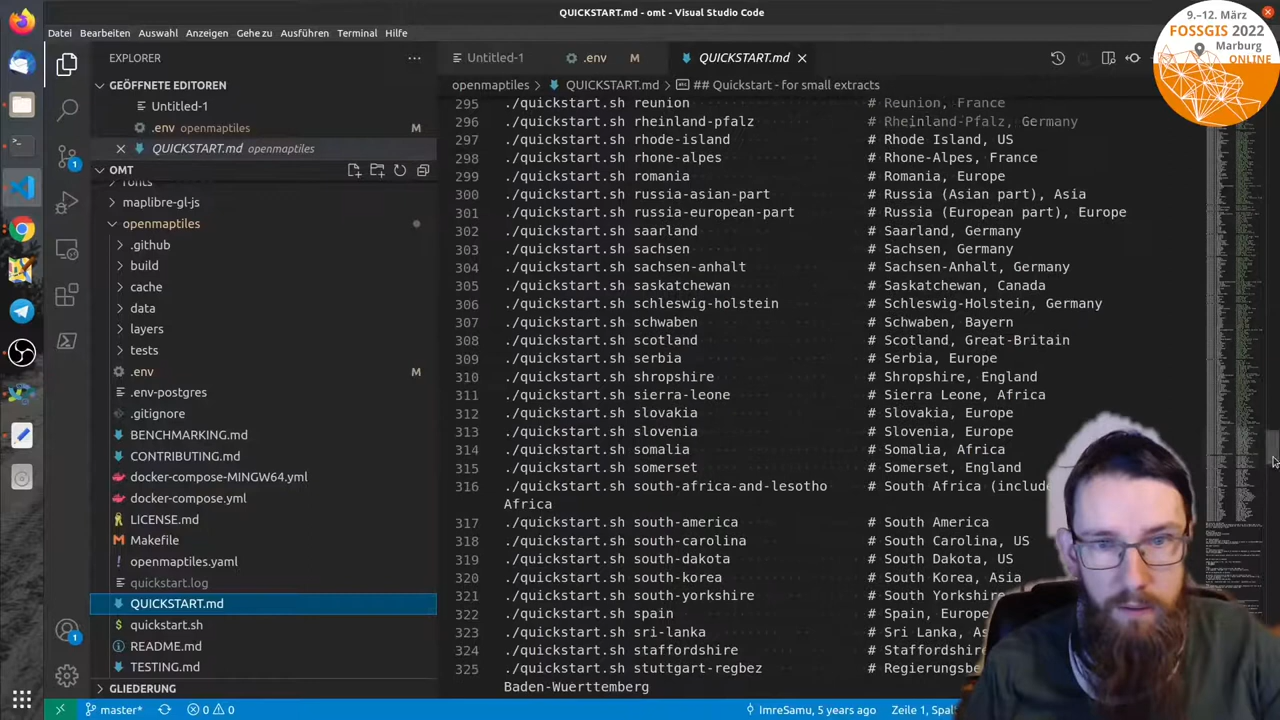 QUICKSTART.md - omt - Visual Studio Code
9.–12. März
FOSSGIS 2022
Marburg
ONLINE
Datei Bearbeiten Auswahl Anzeigen Gehe zu Ausführen Terminal Hilfe
EXPLORER
GEÖFFNETE EDITOREN
Untitled-1
.env openmaptiles M
QUICKSTART.md openmaptiles
OMT
fonts
maplibre-gl-js
openmaptiles
.github
build
cache
data
layers
tests
.env M
.env-postgres
.gitignore
BENCHMARKING.md
CONTRIBUTING.md
docker-compose-MINGW64.yml
docker-compose.yml
LICENSE.md
Makefile
openmaptiles.yaml
quickstart.log
QUICKSTART.md
quickstart.sh
README.md
TESTING.md
GLIEDERUNG
Untitled-1 .env M QUICKSTART.md
openmaptiles > QUICKSTART.md > ## Quickstart - for small extracts
295 ./quickstart.sh reunion # Reunion, France
296 ./quickstart.sh rheinland-pfalz # Rheinland-Pfalz, Germany
297 ./quickstart.sh rhode-island # Rhode Island, US
298 ./quickstart.sh rhone-alpes # Rhone-Alpes, France
299 ./quickstart.sh romania # Romania, Europe
300 ./quickstart.sh russia-asian-part # Russia (Asian part), Asia
301 ./quickstart.sh russia-european-part # Russia (European part), Europe
302 ./quickstart.sh saarland # Saarland, Germany
303 ./quickstart.sh sachsen # Sachsen, Germany
304 ./quickstart.sh sachsen-anhalt # Sachsen-Anhalt, Germany
305 ./quickstart.sh saskatchewan # Saskatchewan, Canada
306 ./quickstart.sh schleswig-holstein # Schleswig-Holstein, Germany
307 ./quickstart.sh schwaben # Schwaben, Bayern
308 ./quickstart.sh scotland # Scotland, Great-Britain
309 ./quickstart.sh serbia # Serbia, Europe
310 ./quickstart.sh shropshire # Shropshire, England
311 ./quickstart.sh sierra-leone # Sierra Leone, Africa
312 ./quickstart.sh slovakia # Slovakia, Europe
313 ./quickstart.sh slovenia # Slovenia, Europe
314 ./quickstart.sh somalia # Somalia, Africa
315 ./quickstart.sh somerset # Somerset, England
316 ./quickstart.sh south-africa-and-lesotho # South Africa (include
Africa
317 ./quickstart.sh south-america # South America
318 ./quickstart.sh south-carolina # South Carolina, US
319 ./quickstart.sh south-dakota # South Dakota, US
320 ./quickstart.sh south-korea # South Korea, Asia
321 ./quickstart.sh south-yorkshire # South Yorkshire
322 ./quickstart.sh spain # Spain, Europe
323 ./quickstart.sh sri-lanka # Sri Lanka, As
324 ./quickstart.sh staffordshire # Staffordshire
325 ./quickstart.sh stuttgart-regbez # Regierungsbe
Baden-Wuerttemberg
master* 0 0 ImreSamu, 5 years ago Zeile 1, Spal